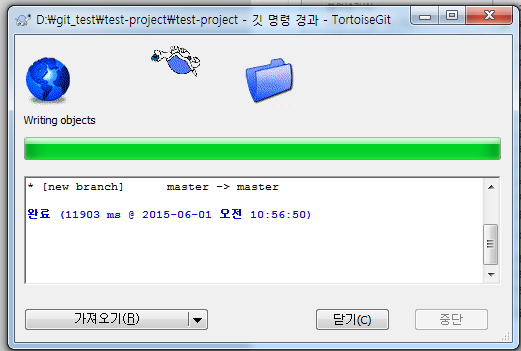 D:₩git_test₩test-project₩test-project - 깃 명령 경과 - TortoiseGit
Writing objects
* [new branch] master -> master
완료 (11903 ms @ 2015-06-01 오전 10:56:50)
가져오기(R)
닫기(C)
중단